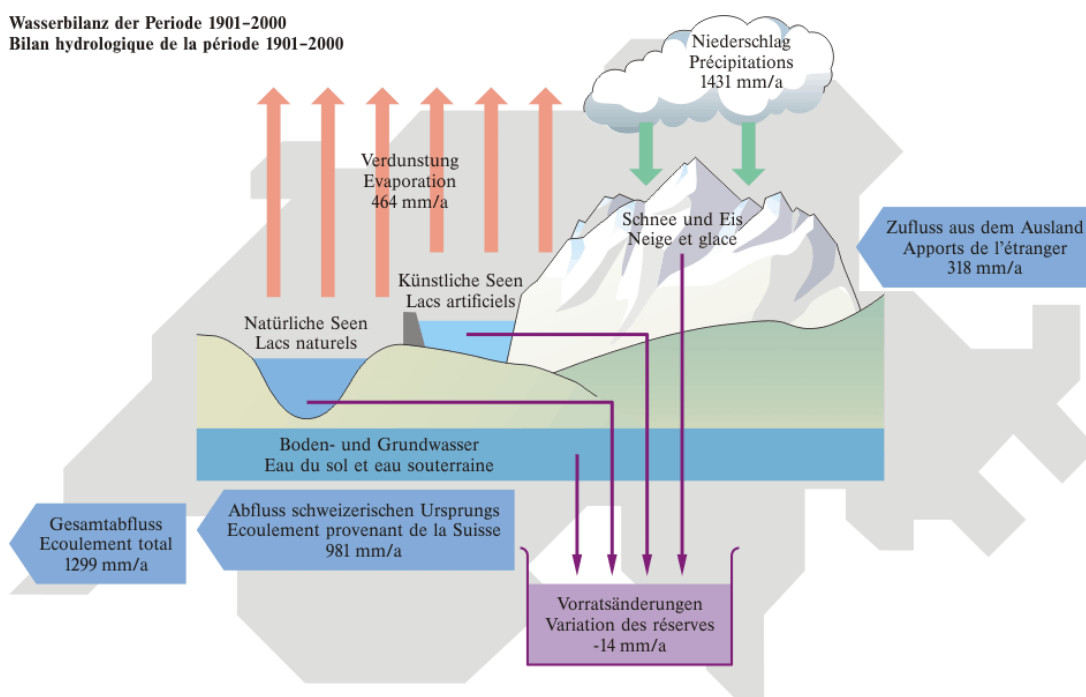 Wasserbilanz der Periode 1901–2000
Bilan hydrologique de la période 1901–2000
Niederschlag
Précipitations
1431 mm/a
Verdunstung
Evaporation
464 mm/a
Schnee und Eis
Neige et glace
Zufluss aus dem Ausland
Apports de l'étranger
318 mm/a
Künstliche Seen
Lacs artificiels
Natürliche Seen
Lacs naturels
Boden- und Grundwasser
Eau du sol et eau souterraine
Gesamtabfluss
Ecoulement total
1299 mm/a
Abfluss schweizerischen Ursprungs
Ecoulement provenant de la Suisse
981 mm/a
Vorratsänderungen
Variation des réserves
-14 mm/a